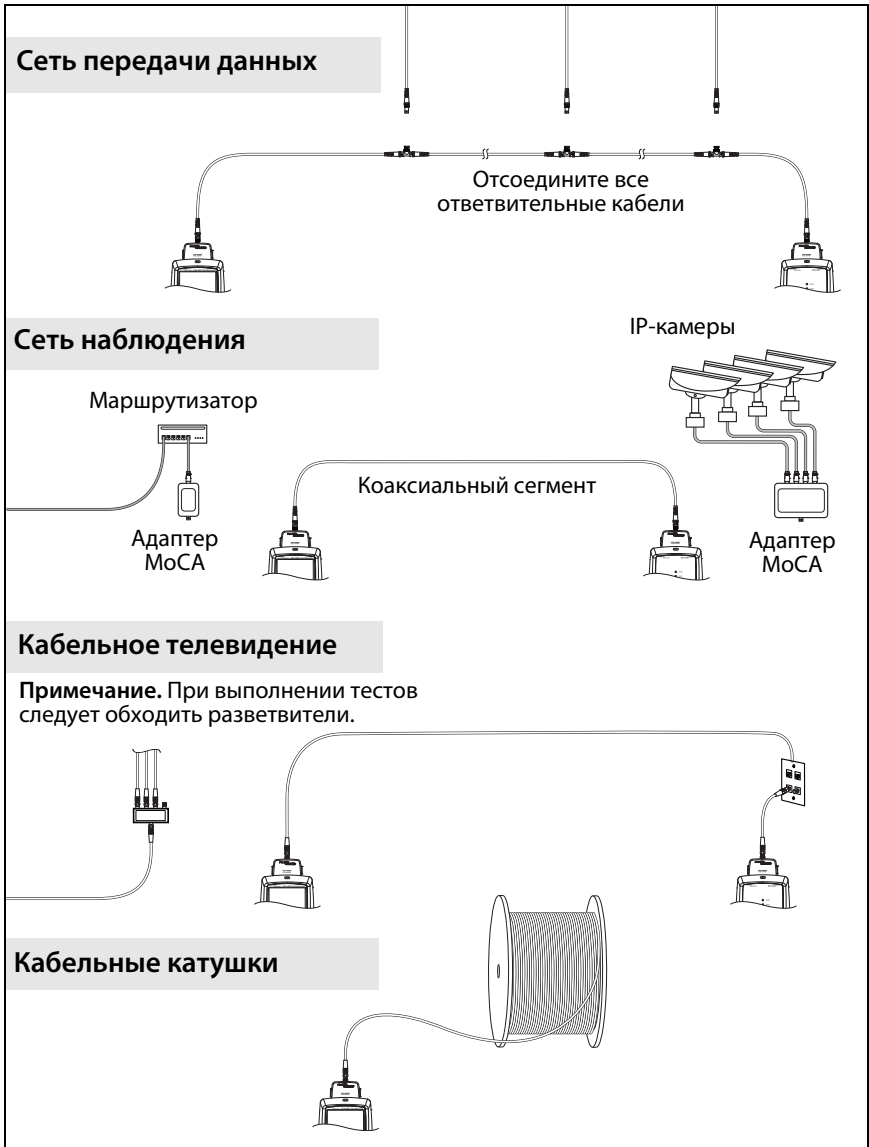 Сеть передачи данных
Отсоедините все
ответвительные кабели
Сеть наблюдения
IP-камеры
Маршрутизатор
Коаксиальный сегмент
Адаптер
MoCA
Адаптер
MoCA
Кабельное телевидение
Примечание. При выполнении тестов
следует обходить разветвители.
Кабельные катушки